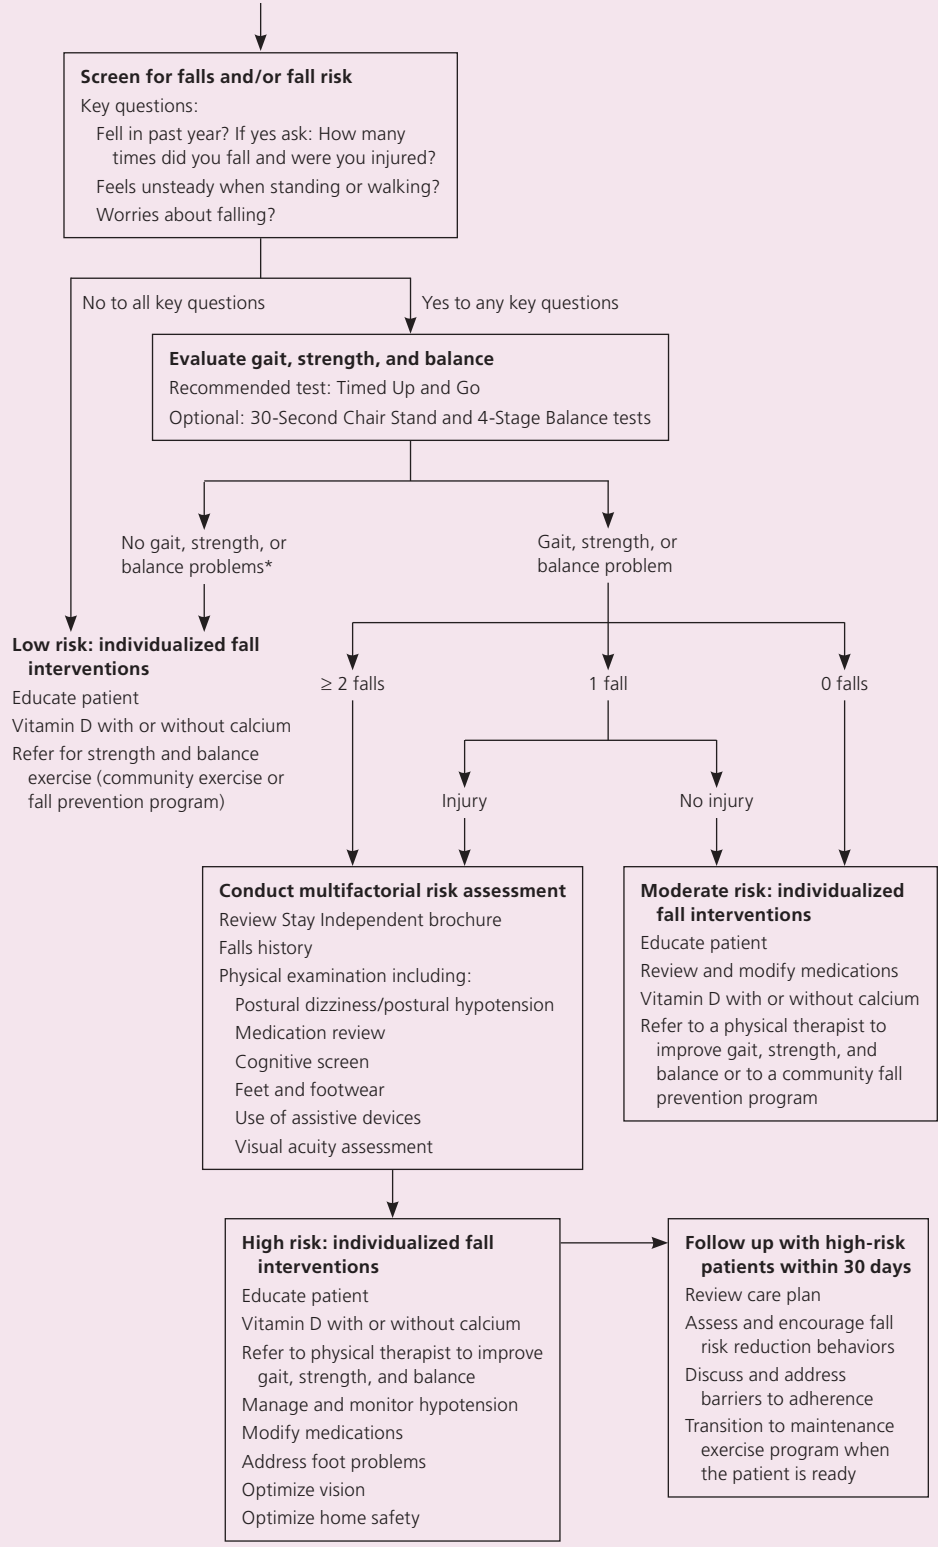 Screen for falls and/or fall risk
Key questions:
Fell in past year? If yes ask: How many
times did you fall and were you injured?
Feels unsteady when standing or walking?
Worries about falling?
No to all key questions
Yes to any key questions
Evaluate gait, strength, and balance
Recommended test: Timed Up and Go
Optional: 30-Second Chair Stand and 4-Stage Balance tests
No gait, strength, or
balance problems*
Gait, strength, or
balance problem
Low risk: individualized fall
interventions
Educate patient
Vitamin D with or without calcium
Refer for strength and balance
exercise (community exercise or
fall prevention program)
≥ 2 falls
1 fall
0 falls
Injury
No injury
Conduct multifactorial risk assessment
Review Stay Independent brochure
Falls history
Physical examination including:
Postural dizziness/postural hypotension
Medication review
Cognitive screen
Feet and footwear
Use of assistive devices
Visual acuity assessment
Moderate risk: individualized
fall interventions
Educate patient
Review and modify medications
Vitamin D with or without calcium
Refer to a physical therapist to
improve gait, strength, and
balance or to a community fall
prevention program
High risk: individualized fall
interventions
Educate patient
Vitamin D with or without calcium
Refer to physical therapist to improve
gait, strength, and balance
Manage and monitor hypotension
Modify medications
Address foot problems
Optimize vision
Optimize home safety
Follow up with high-risk
patients within 30 days
Review care plan
Assess and encourage fall
risk reduction behaviors
Discuss and address
barriers to adherence
Transition to maintenance
exercise program when
the patient is ready